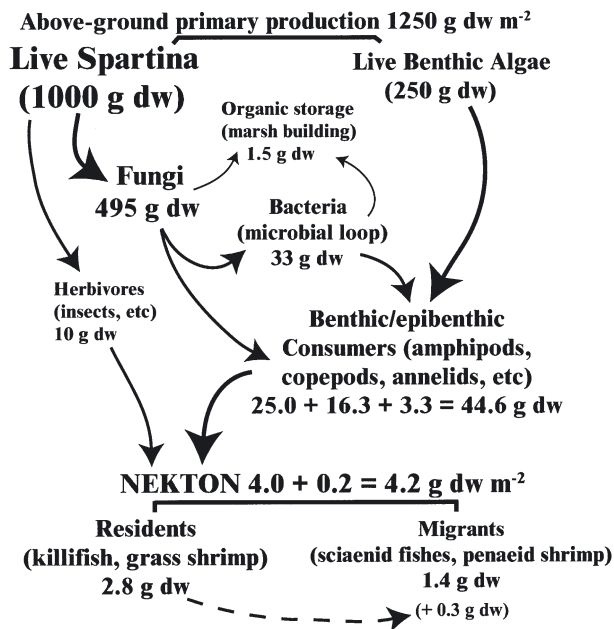 Above-ground primary production 1250 g dw m-2
Live Spartina
(1000 g dw)
Live Benthic Algae
(250 g dw)
Organic storage
(marsh building)
1.5 g dw
Fungi
495 g dw
Bacteria
(microbial loop)
33 g dw
Herbivores
(insects, etc)
10 g dw
Benthic/epibenthic
Consumers (amphipods,
copepods, annelids, etc)
25.0 + 16.3 + 3.3 = 44.6 g dw
NEKTON 4.0 + 0.2 = 4.2 g dw m-2
Residents
(killifish, grass shrimp)
2.8 g dw
Migrants
(sciaenid fishes, penaeid shrimp)
1.4 g dw
(+ 0.3 g dw)